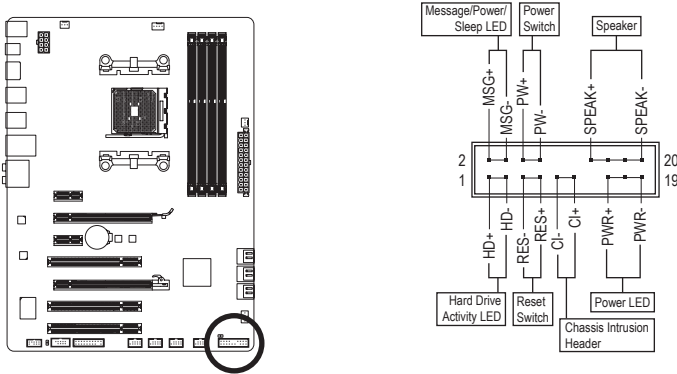 Message/Power/
Sleep LED
Power
Switch
Speaker
MSG+
MSG-
PW+
PW-
SPEAK+
SPEAK-
2
20
1
19
HD+
HD-
RES-
RES+
CI-
CI+
PWR+
PWR-
Hard Drive
Activity LED
Reset
Switch
Power LED
Chassis Intrusion
Header